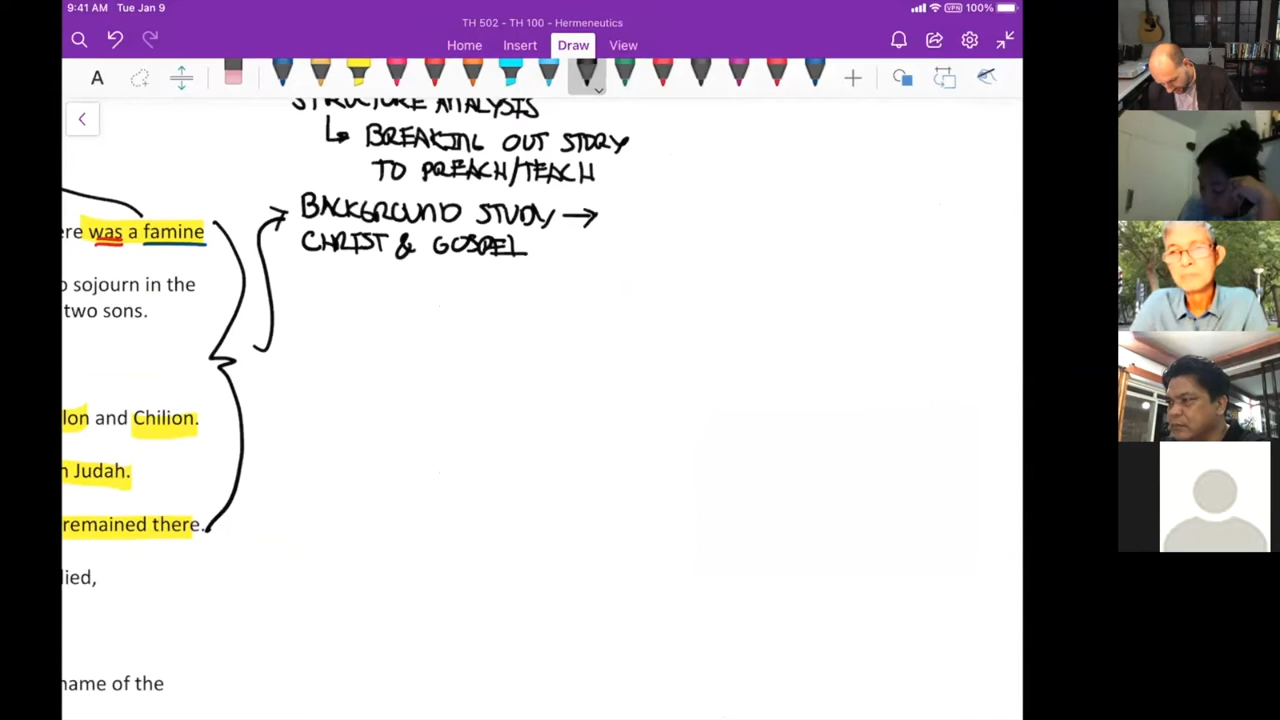 9:41 AM Tue Jan 9
VPN 100%
TH 502 - TH 100 - Hermeneutics
Home Insert Draw View
A
STRUCTURE ANALYSIS
BREAKING OUT STORY
TO PREACH/TEACH
BACKGROUND STUDY →
CHRIST & GOSPEL
ere was a famine
o sojourn in the
two sons.
lon and Chilion.
n Judah.
remained there.
lied,
name of the